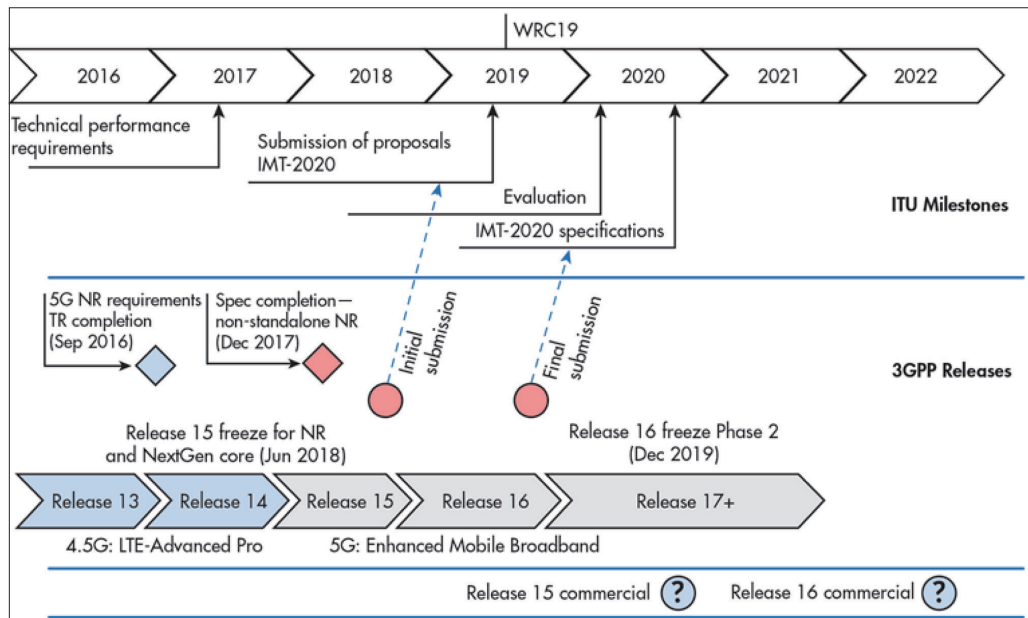 WRC19
2016 2017 2018 2019 2020 2021 2022
Technical performance
requirements
Submission of proposals
IMT-2020
Evaluation
IMT-2020 specifications
ITU Milestones
5G NR requirements
TR completion
(Sep 2016)
Spec completion—
non-standalone NR
(Dec 2017)
Initial
submission
Final
submission
3GPP Releases
Release 15 freeze for NR
and NextGen core (Jun 2018)
Release 16 freeze Phase 2
(Dec 2019)
Release 13 Release 14 Release 15 Release 16 Release 17+
4.5G: LTE-Advanced Pro 5G: Enhanced Mobile Broadband
Release 15 commercial ? Release 16 commercial ?